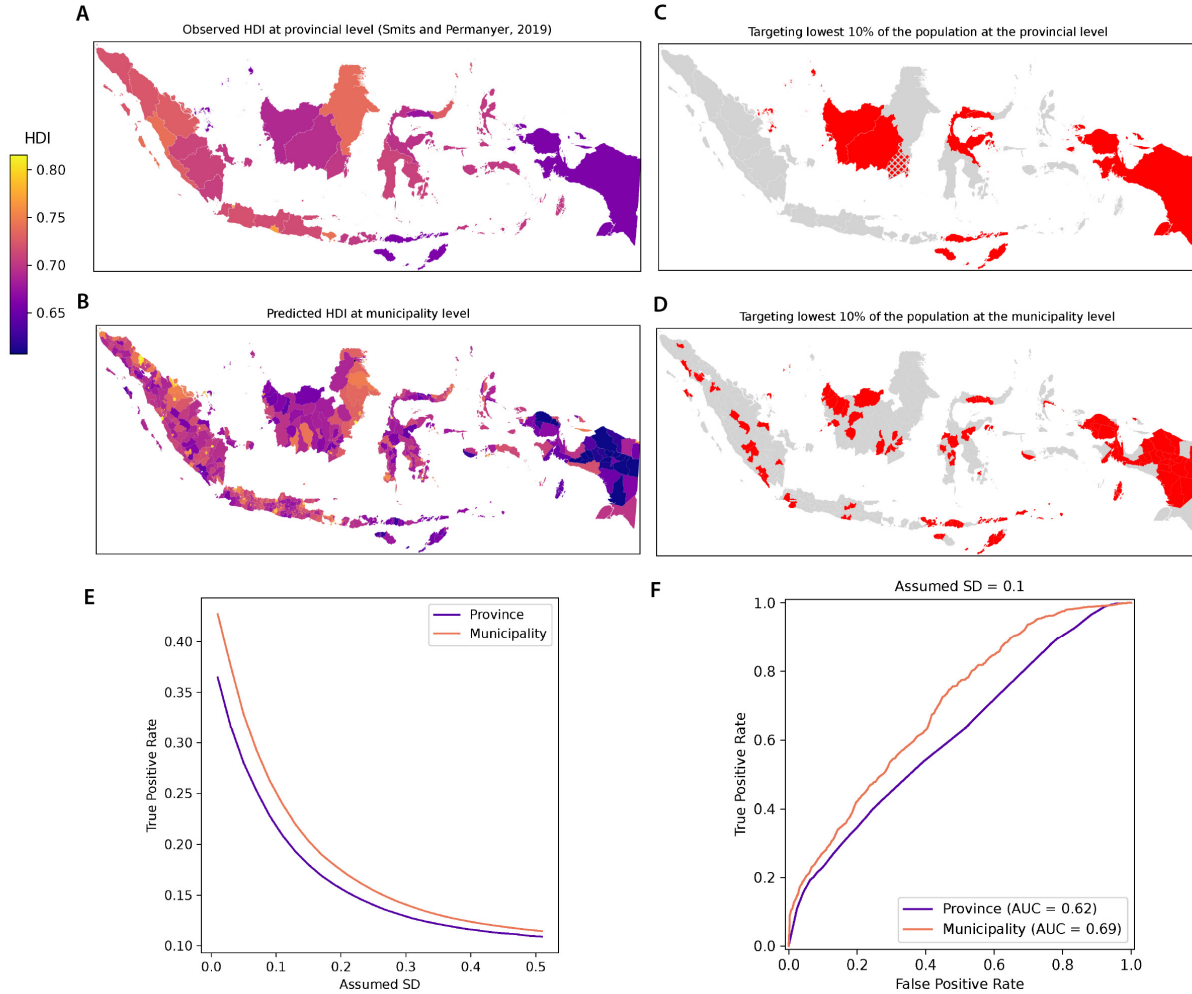 A
Observed HDI at provincial level (Smits and Permanyer, 2019)
C
Targeting lowest 10% of the population at the provincial level
HDI
0.80
0.75
0.70
0.65
B
Predicted HDI at municipality level
D
Targeting lowest 10% of the population at the municipality level
E
Province
Municipality
0.40
0.35
0.30
0.25
0.20
0.15
0.10
True Positive Rate
0.0 0.1 0.2 0.3 0.4 0.5
Assumed SD
F
Assumed SD = 0.1
1.0
0.8
0.6
0.4
0.2
0.0
True Positive Rate
Province (AUC = 0.62)
Municipality (AUC = 0.69)
0.0 0.2 0.4 0.6 0.8 1.0
False Positive Rate